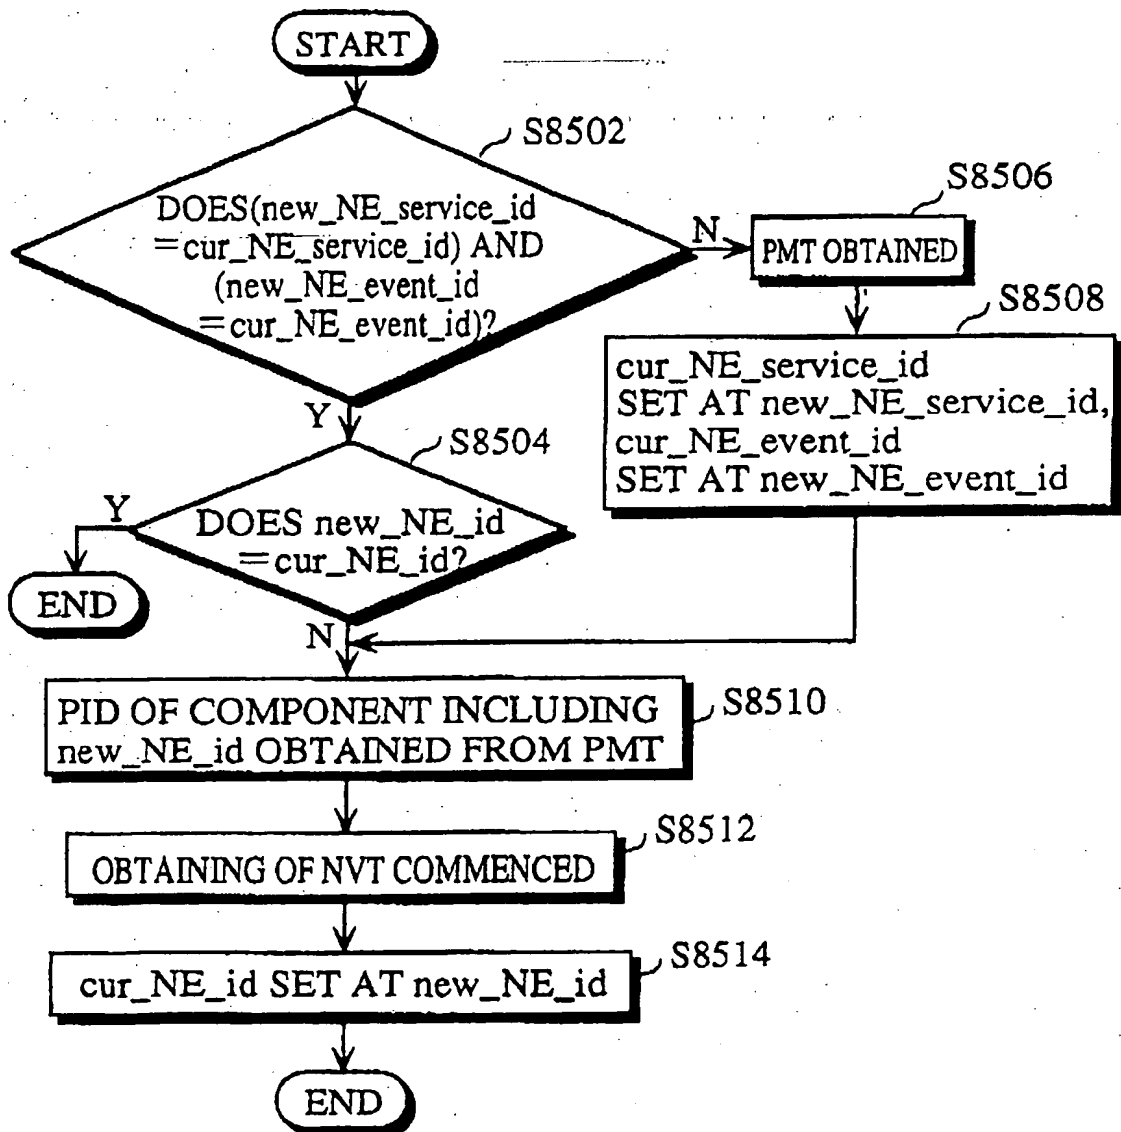 START
S8502
DOES(new_NE_service_id
=cur_NE_service_id) AND
(new_NE_event_id
=cur_NE_event_id)?
N
S8506
PMT OBTAINED
S8508
cur_NE_service_id
SET AT new_NE_service_id,
cur_NE_event_id
SET AT new_NE_event_id
Y
S8504
DOES new_NE_id
=cur_NE_id?
Y
END
N
S8510
PID OF COMPONENT INCLUDING
new_NE_id OBTAINED FROM PMT
S8512
OBTAINING OF NVT COMMENCED
S8514
cur_NE_id SET AT new_NE_id
END